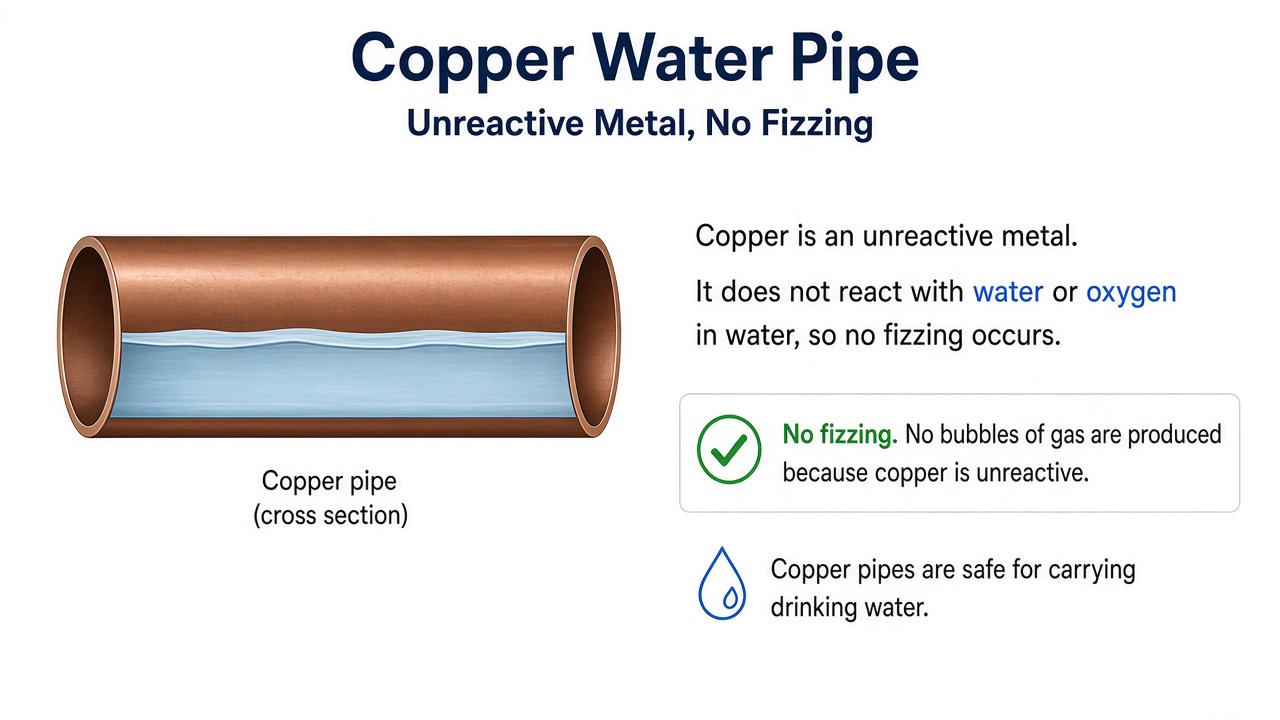 Copper Water Pipe
Unreactive Metal, No Fizzing
Copper is an unreactive metal.
It does not react with water or oxygen
in water, so no fizzing occurs.
No fizzing. No bubbles of gas are produced
because copper is unreactive.
Copper pipes are safe for carrying
drinking water.
Copper pipe
(cross section)